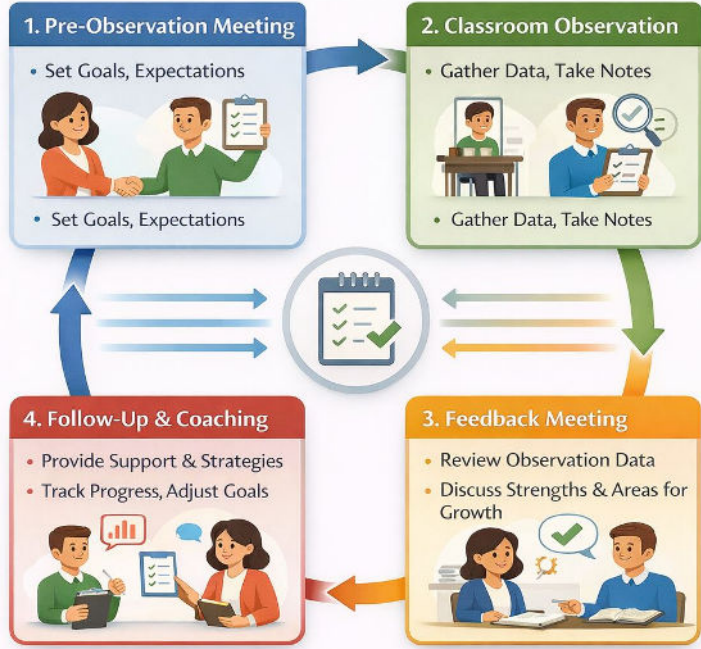 1. Pre-Observation Meeting
• Set Goals, Expectations
• Set Goals, Expectations
2. Classroom Observation
• Gather Data, Take Notes
• Gather Data, Take Notes
3. Feedback Meeting
• Review Observation Data
• Discuss Strengths & Areas for
Growth
4. Follow-Up & Coaching
• Provide Support & Strategies
• Track Progress, Adjust Goals